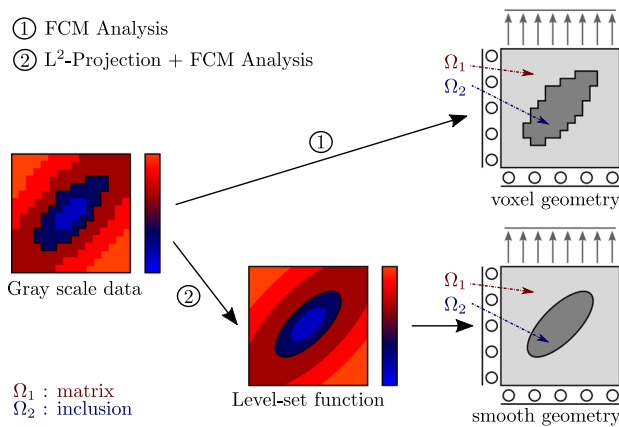 ① FCM Analysis
② L²-Projection + FCM Analysis
Ω₁
Ω₂
①
voxel geometry
Gray scale data
②
Ω₁
Ω₂
Level-set function
smooth geometry
Ω₁ : matrix
Ω₂ : inclusion